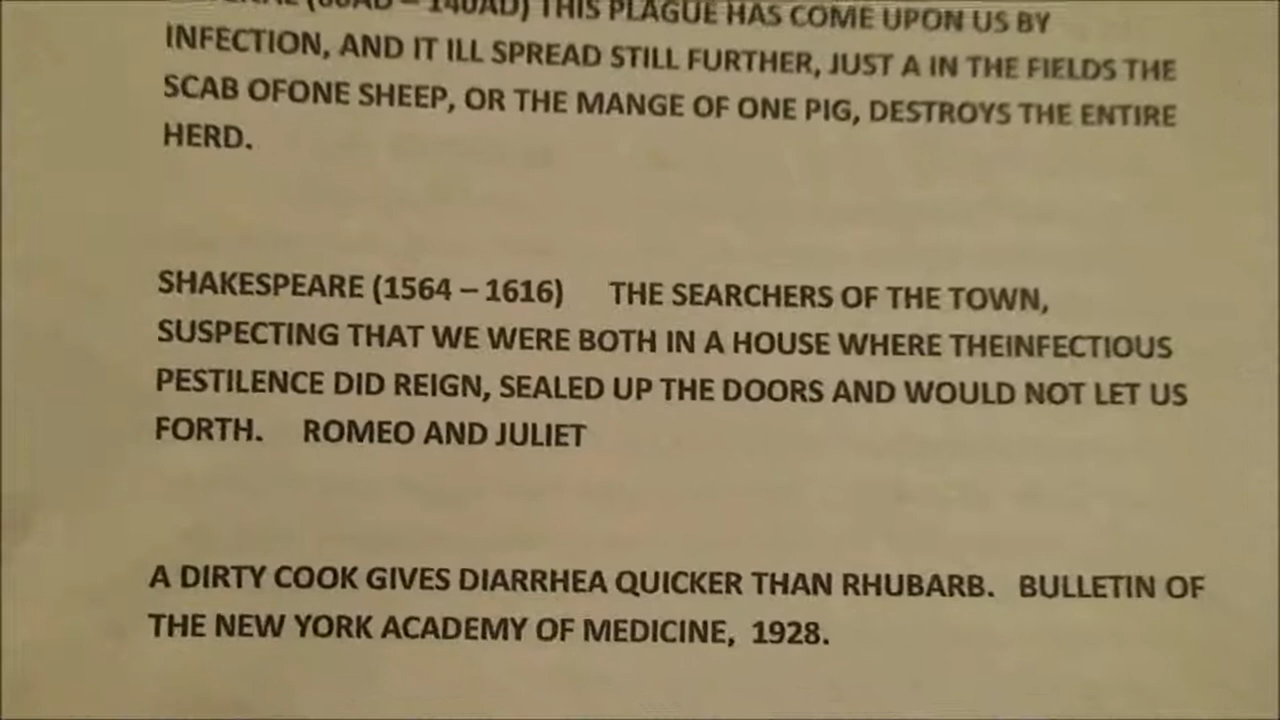 (60AD – 140AD) THIS PLAGUE HAS COME UPON US BY
INFECTION, AND IT ILL SPREAD STILL FURTHER, JUST A IN THE FIELDS THE
SCAB OFONE SHEEP, OR THE MANGE OF ONE PIG, DESTROYS THE ENTIRE
HERD.
SHAKESPEARE (1564 – 1616) THE SEARCHERS OF THE TOWN,
SUSPECTING THAT WE WERE BOTH IN A HOUSE WHERE THEINFECTIOUS
PESTILENCE DID REIGN, SEALED UP THE DOORS AND WOULD NOT LET US
FORTH. ROMEO AND JULIET
A DIRTY COOK GIVES DIARRHEA QUICKER THAN RHUBARB. BULLETIN OF
THE NEW YORK ACADEMY OF MEDICINE, 1928.